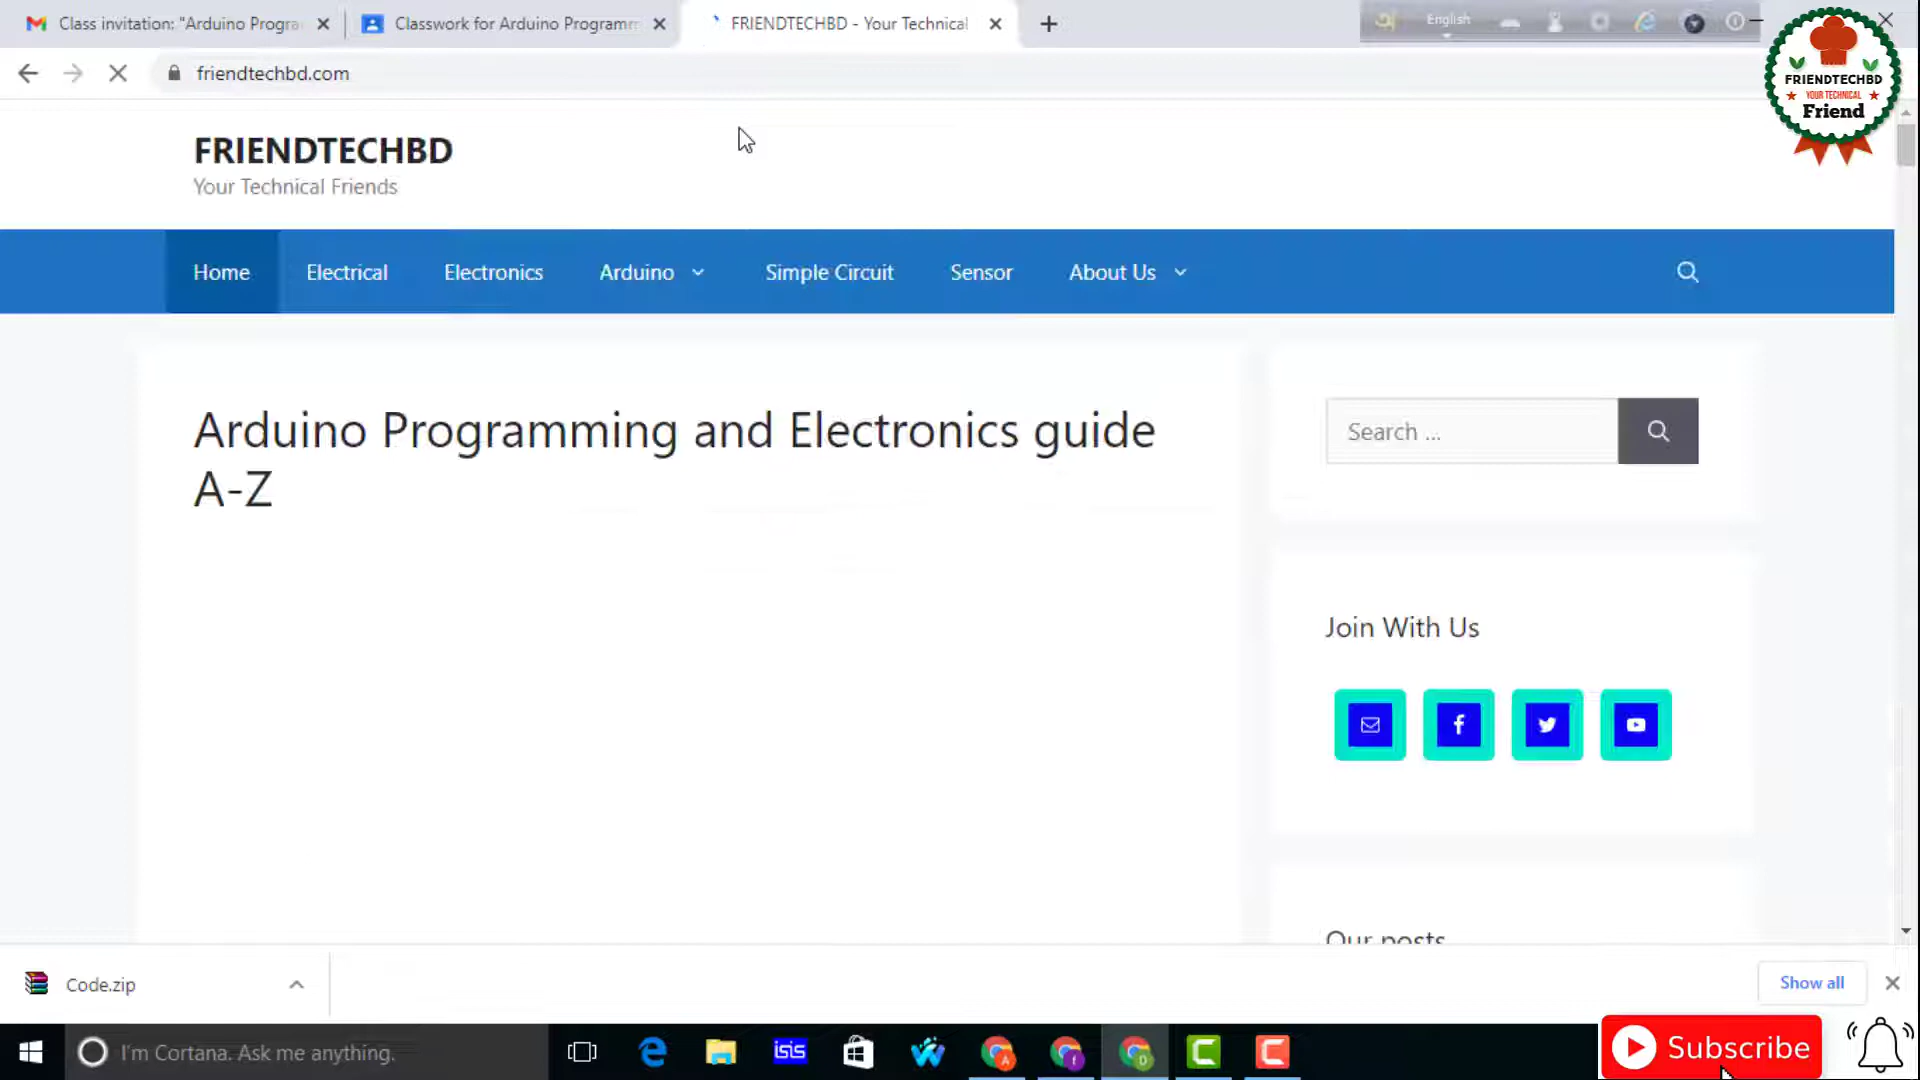 Class invitation: "Arduino Progra
Classwork for Arduino Programm
FRIENDTECHBD - Your Technical
English
friendtechbd.com
FRIENDTECHBD
YOUR TECHNICAL
Friend
FRIENDTECHBD
Your Technical Friends
Home
Electrical
Electronics
Arduino
Simple Circuit
Sensor
About Us
Arduino Programming and Electronics guide
A-Z
Search ...
Join With Us
Our posts
Code.zip
Show all
I'm Cortana. Ask me anything.
isis
Subscribe